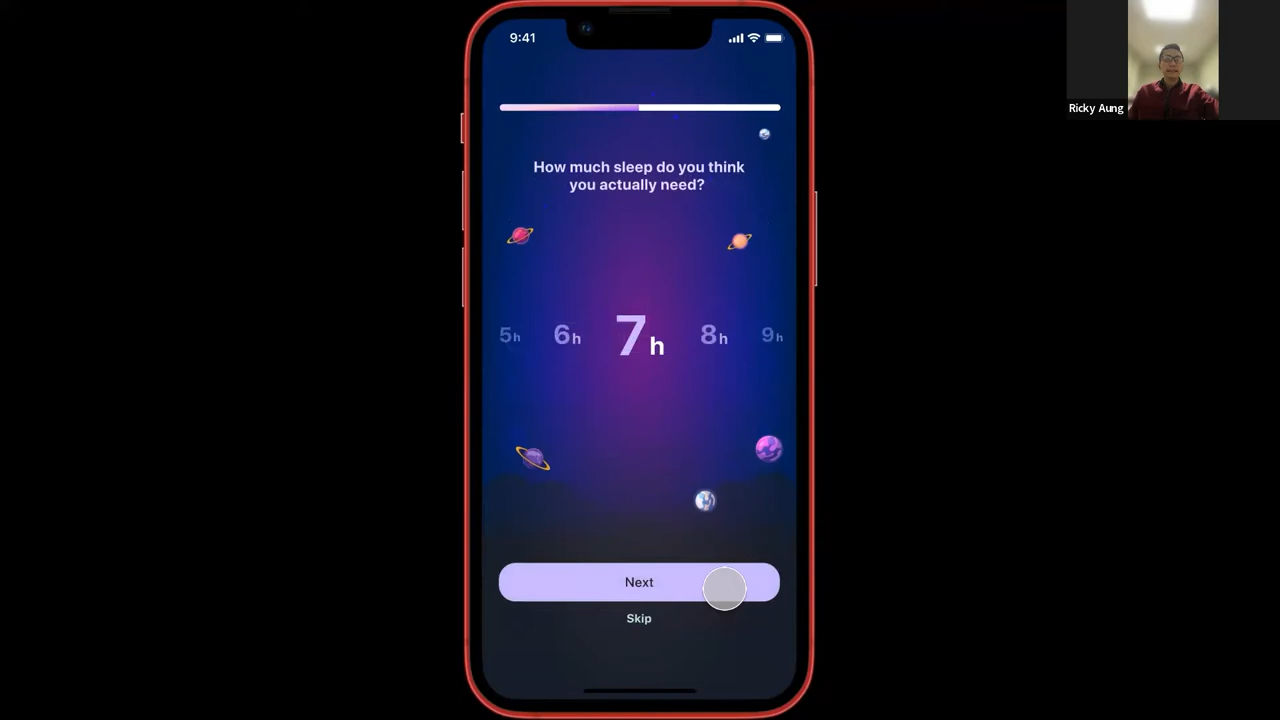 9:41
Ricky Aung
How much sleep do you think
you actually need?
5h 6h 7h 8h 9h
Next
Skip